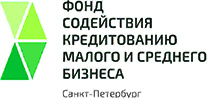 ФОНД
СОДЕЙСТВИЯ
КРЕДИТОВАНИЮ
МАЛОГО И СРЕДНЕГО
БИЗНЕСА
Санкт-Петербург